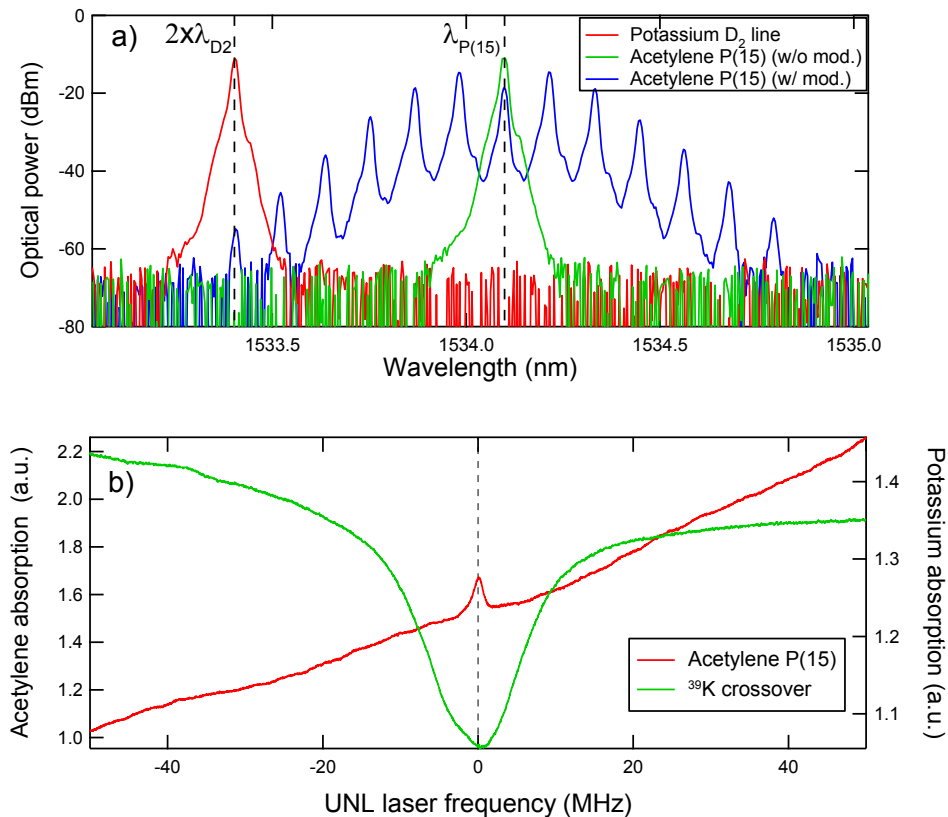 a)
2xλD2
λP(15)
Potassium D2 line
Acetylene P(15) (w/o mod.)
Acetylene P(15) (w/ mod.)
Optical power (dBm)
-20
-40
-60
-80
1533.5
1534.0
1534.5
1535.0
Wavelength (nm)
b)
Acetylene absorption (a.u.)
2.2
2.0
1.8
1.6
1.4
1.2
1.0
Potassium absorption (a.u.)
1.4
1.3
1.2
1.1
Acetylene P(15)
39K crossover
-40
-20
0
20
40
UNL laser frequency (MHz)